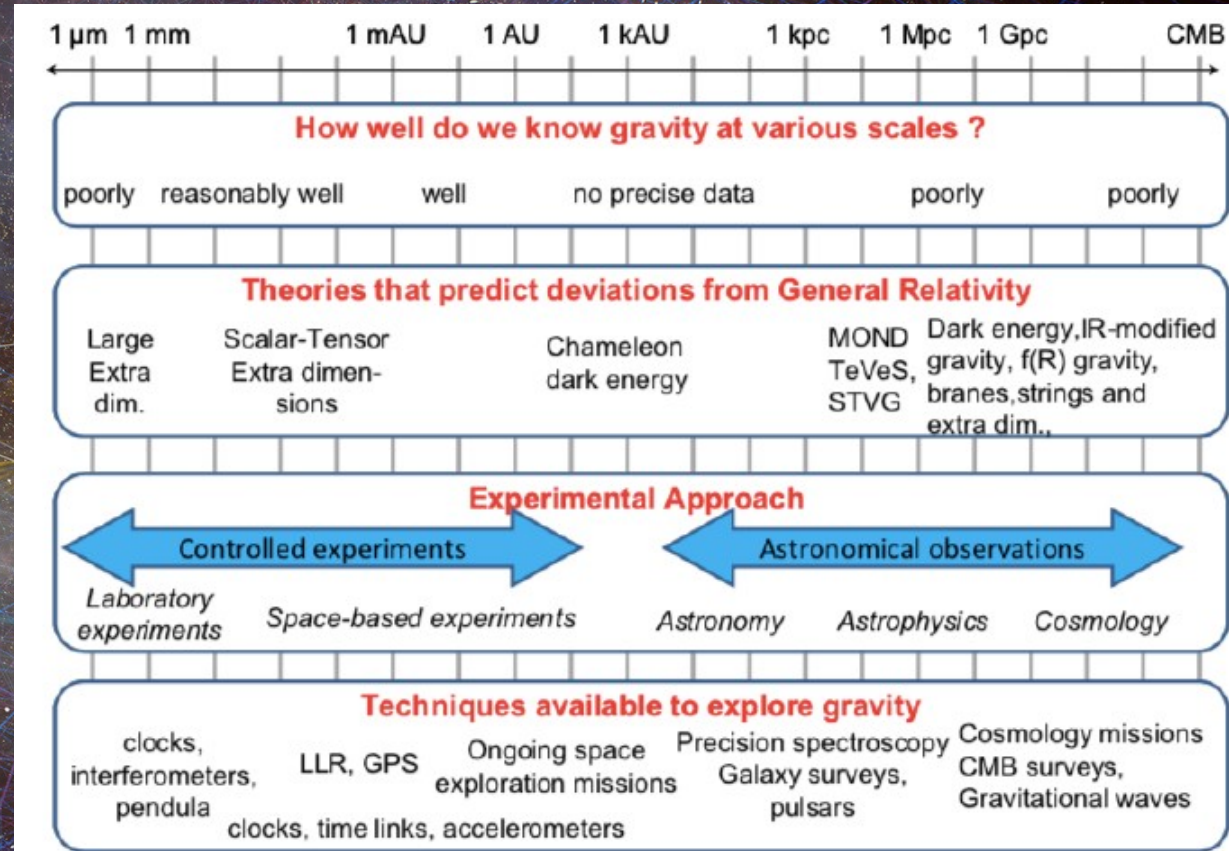 1 µm 1 mm 1 mAU 1 AU 1 kAU 1 kpc 1 Mpc 1 Gpc CMB
How well do we know gravity at various scales ?
poorly reasonably well well no precise data poorly poorly
Theories that predict deviations from General Relativity
Large
Extra
dim.
Scalar-Tensor
Extra dimen-
sions
Chameleon
dark energy
MOND
TeVeS,
STVG
Dark energy,IR-modified
gravity, f(R) gravity,
branes,strings and
extra dim.,
Experimental Approach
Controlled experiments
Astronomical observations
Laboratory
experiments
Space-based experiments
Astronomy
Astrophysics
Cosmology
Techniques available to explore gravity
clocks,
interferometers,
pendula
LLR, GPS
Ongoing space
exploration missions
clocks, time links, accelerometers
Precision spectroscopy
Galaxy surveys,
pulsars
Cosmology missions
CMB surveys,
Gravitational waves